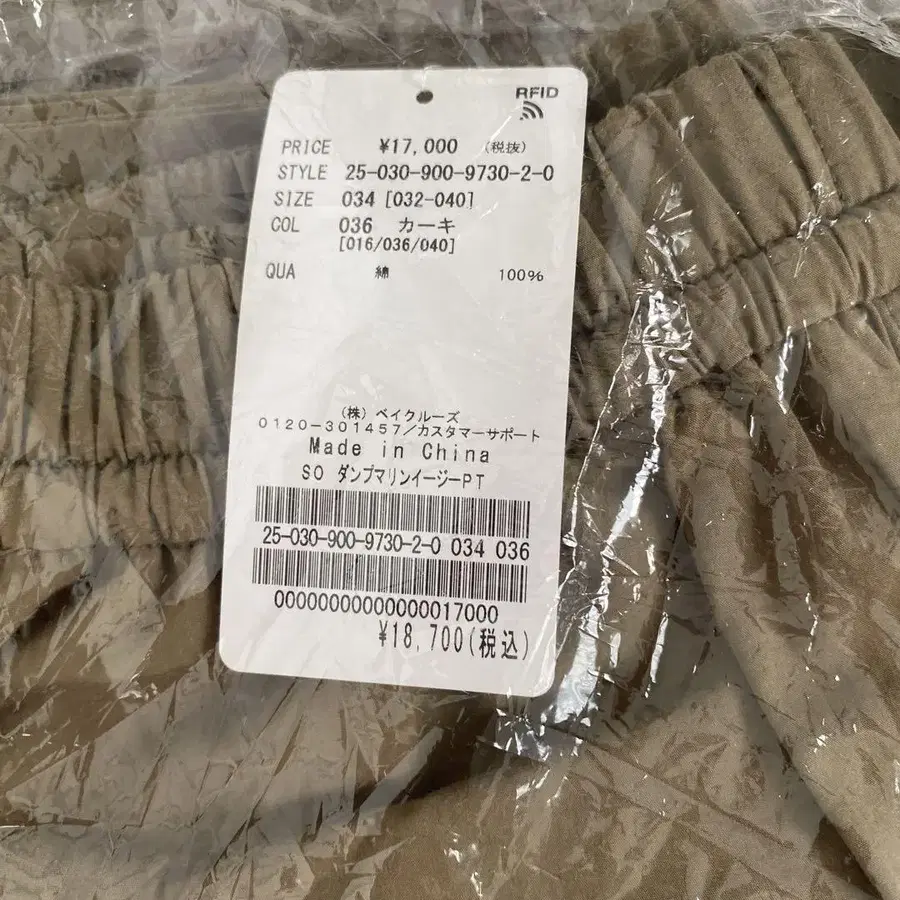 RFID
PRICE ¥17,000 (税抜)
STYLE 25-030-900-9730-2-0
SIZE 034 [032-040]
COL 036 カーキ
[016/036/040]
QUA 綿 100%
(株) ベイクルーズ
0120-301457/カスタマーサポート
Made in China
SO ダンプマリンイージーPT
25-030-900-9730-2-0 034 036
00000000000000017000
¥18,700(税込)